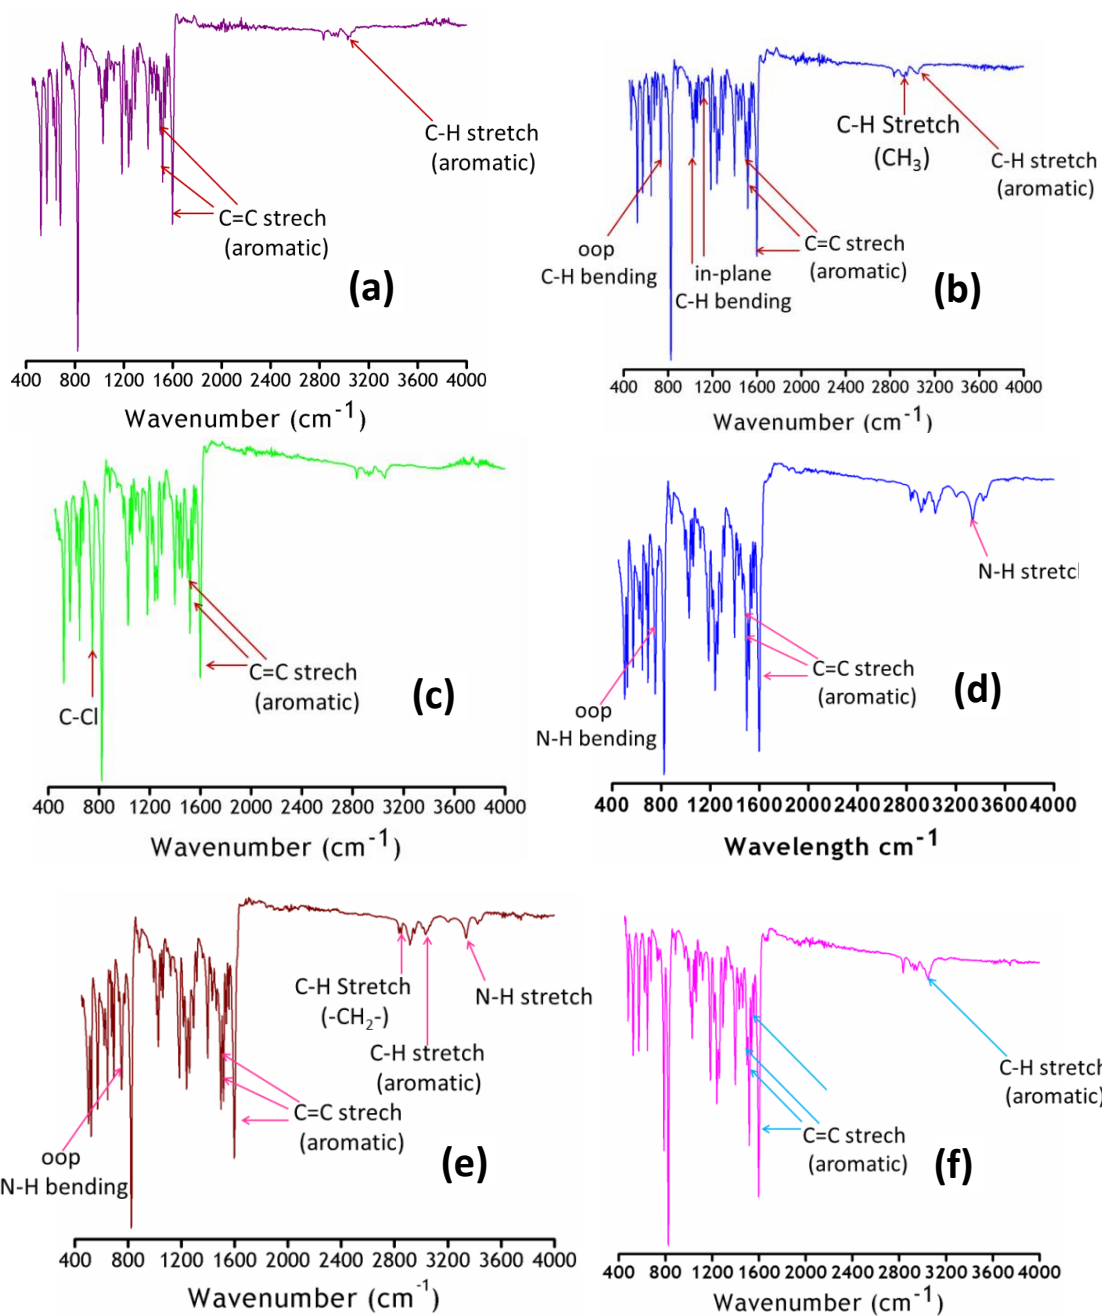 C-H stretch
(aromatic)
C=C strech
(aromatic)
(a)
400 800 1200 1600 2000 2400 2800 3200 3600 4000
Wavenumber (cm-1)
C-H Stretch
(CH3)
C-H stretch
(aromatic)
oop
C-H bending
in-plane
C-H bending
C=C strech
(aromatic)
(b)
400 800 1200 1600 2000 2400 2800 3200 3600 4000
Wavenumber (cm-1)
C-Cl
C=C strech
(aromatic)
(c)
400 800 1200 1600 2000 2400 2800 3200 3600 4000
Wavenumber (cm-1)
N-H stretc
C=C strech
(aromatic)
oop
N-H bending
(d)
400 800 1200 1600 2000 2400 2800 3200 3600 4000
Wavelength cm-1
C-H Stretch
(-CH2-)
N-H stretch
C-H stretch
(aromatic)
C=C strech
(aromatic)
oop
N-H bending
(e)
400 800 1200 1600 2000 2400 2800 3200 3600 4000
Wavenumber (cm-1)
C-H stretch
(aromatic)
C=C strech
(aromatic)
(f)
400 800 1200 1600 2000 2400 2800 3200 3600 4000
Wavenumber (cm-1)